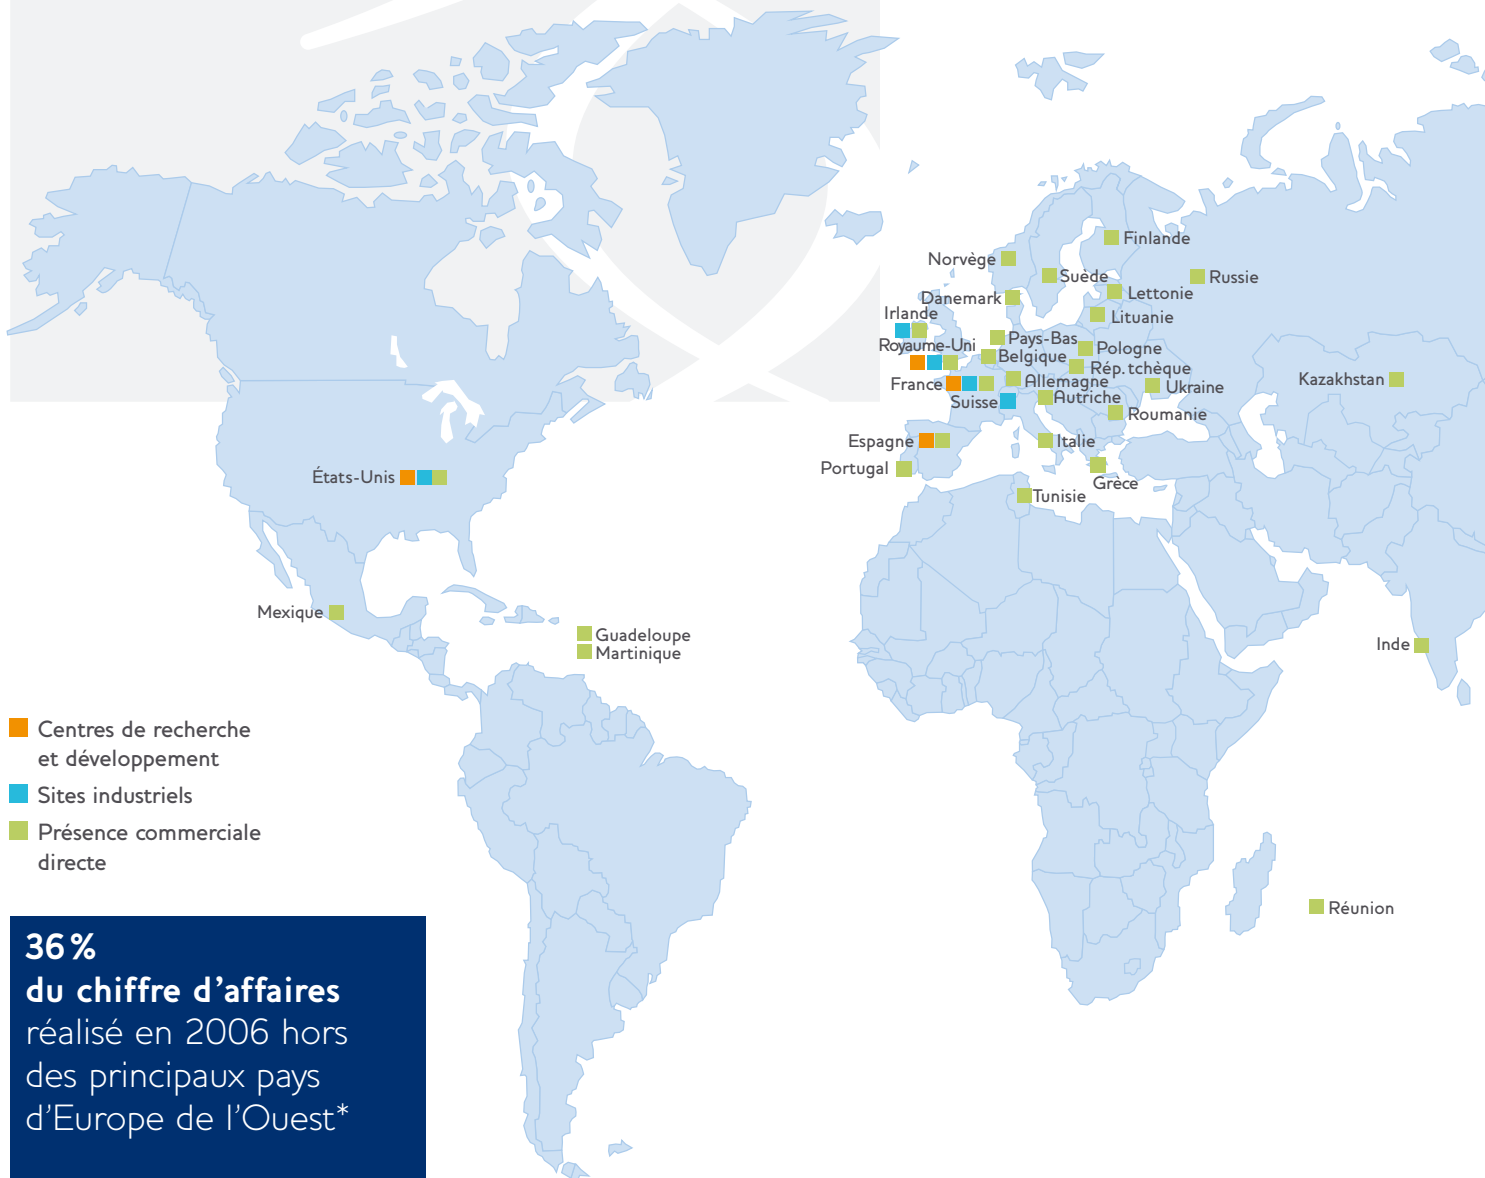 Finlande
Norvège
Suède
Russie
Lettonie
Danemark
Irlande
Lituanie
Royaume-Uni
Pays-Bas
Pologne
Belgique
Rép. tchèque
France
Allemagne
Ukraine
Kazakhstan
Suisse
Autriche
Roumanie
Espagne
Italie
Portugal
Grèce
États-Unis
Tunisie
Mexique
Guadeloupe
Martinique
Inde
Centres de recherche
et développement
Sites industriels
Présence commerciale
directe
Réunion
36 %
du chiffre d’affaires
réalisé en 2006 hors
des principaux pays
d’Europe de l’Ouest*